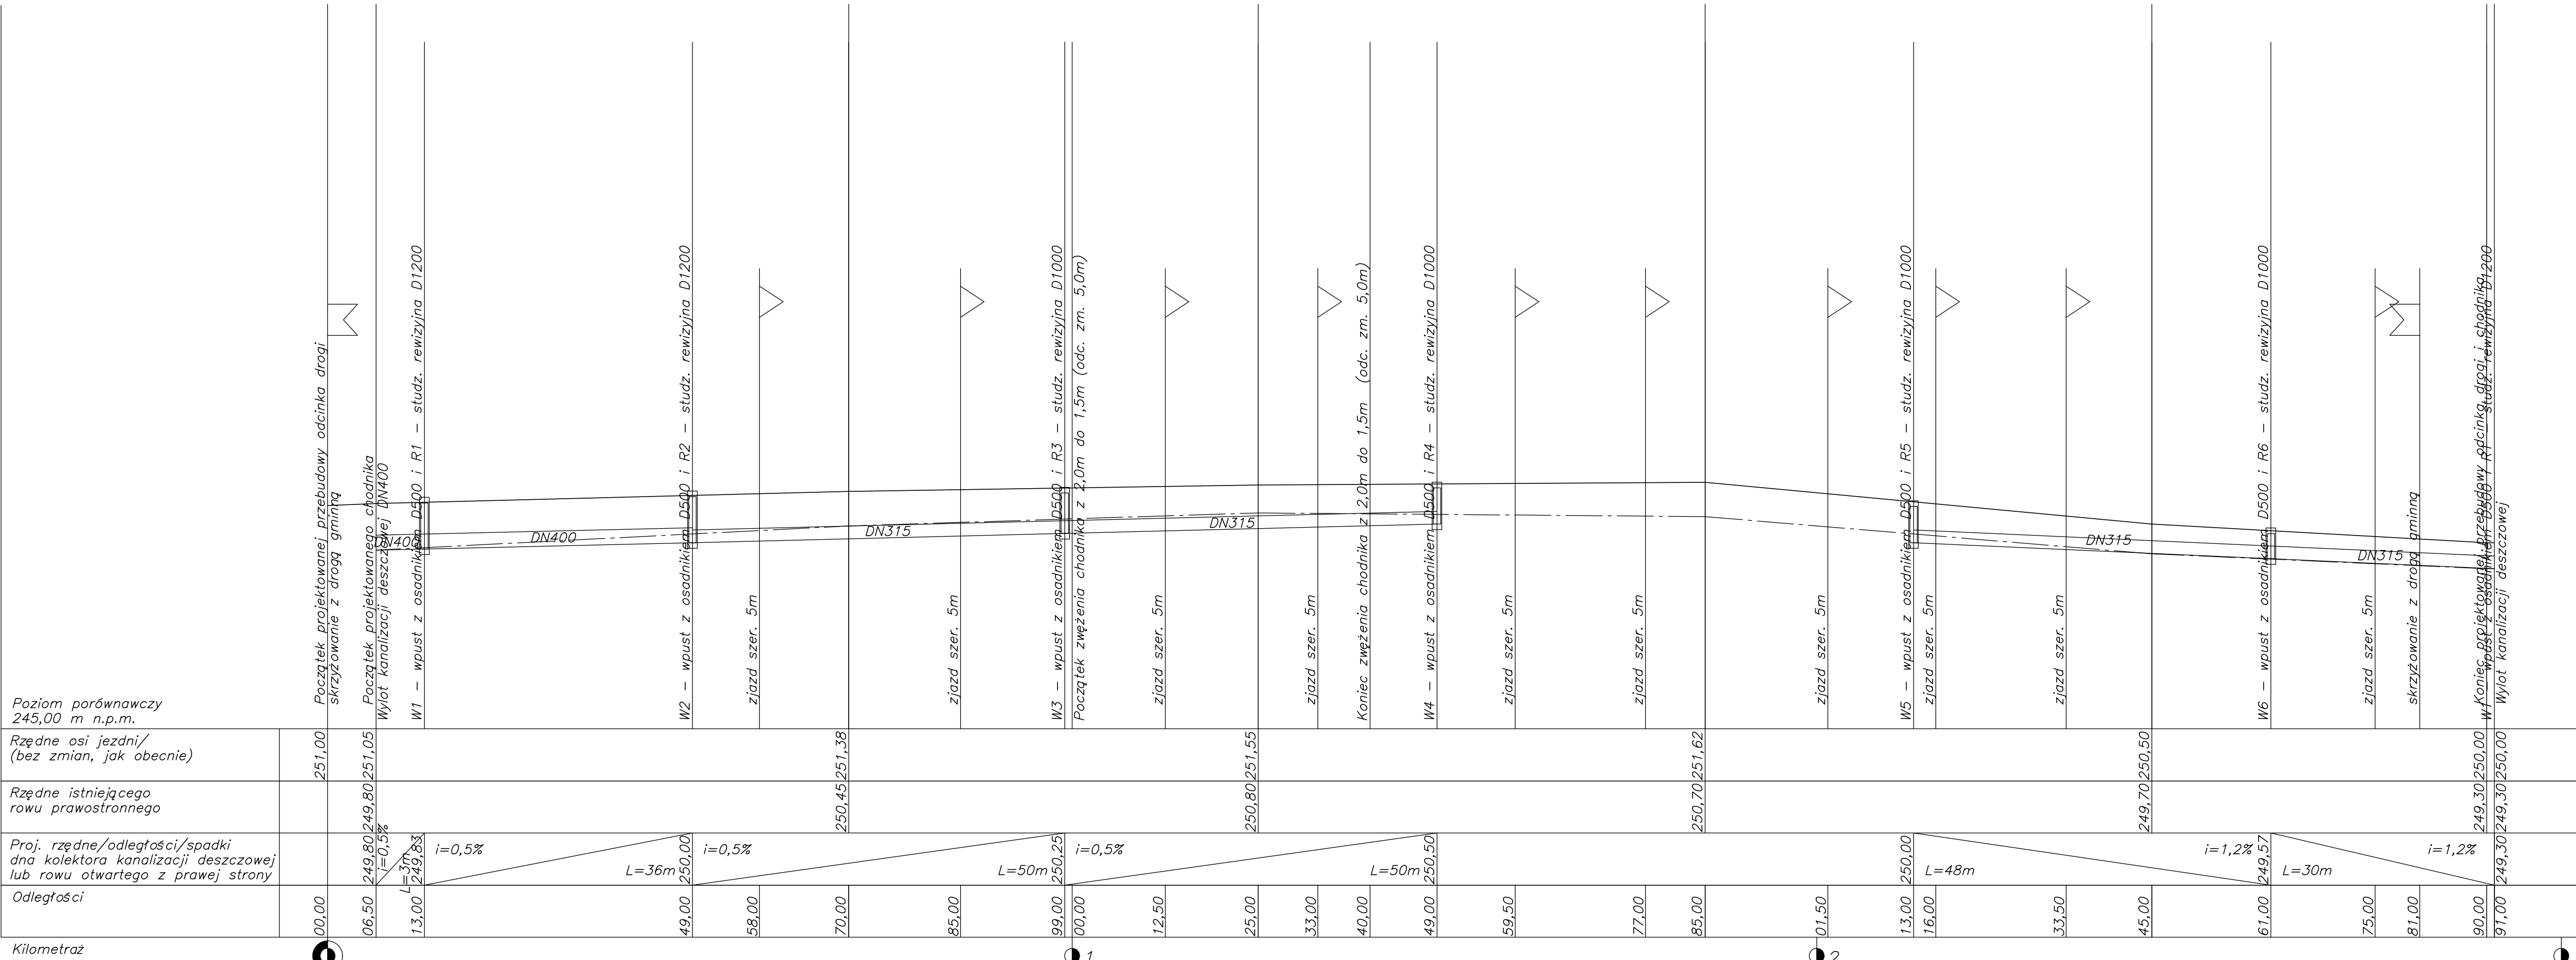 Początek projektowanej przebudowy odcinka drogi
skrzyżowanie z drogą gminną
Początek projektowanego chodnika
Wylot kanalizacji deszczowej DN400
W1 – wpust z osadnikiem D500 i R1 – studz. rewizyjna D1200
W2 – wpust z osadnikiem D500 i R2 – studz. rewizyjna D1200
zjazd szer. 5m
zjazd szer. 5m
W3 – wpust z osadnikiem D500 i R3 – studz. rewizyjna D1000
Początek zwężenia chodnika z 2,0m do 1,5m (odc. zm. 5,0m)
zjazd szer. 5m
zjazd szer. 5m
Koniec zwężenia chodnika z 2,0m do 1,5m (odc. zm. 5,0m)
W4 – wpust z osadnikiem D500 i R4 – studz. rewizyjna D1000
zjazd szer. 5m
zjazd szer. 5m
zjazd szer. 5m
W5 – wpust z osadnikiem D500 i R5 – studz. rewizyjna D1000
zjazd szer. 5m
zjazd szer. 5m
W6 – wpust z osadnikiem D500 i R6 – studz. rewizyjna D1000
zjazd szer. 5m
skrzyżowanie z drogą gminną
Koniec projektowanej przebudowy odcinka drogi i chodnika
W1 – wpust z osadnikiem D500 i R1 – studz. rewizyjna D1200
Wylot kanalizacji deszczowej
DN400
DN400
DN315
DN315
DN315
DN315
Poziom porównawczy
245,00 m n.p.m.
Rzędne osi jezdni/
(bez zmian, jak obecnie)
251,00
251,05
251,38
251,55
251,62
250,50
250,00
250,00
Rzędne istniejącego
rowu prawostronnego
249,80
250,45
250,80
250,70
249,70
249,30
249,30
Proj. rzędne/odległości/spadki
dna kolektora kanalizacji deszczowej
lub rowu otwartego z prawej strony
249,80
i=0,5%
L=3m
249,83
i=0,5%
L=36m
250,00
i=0,5%
L=50m
250,25
i=0,5%
L=50m
250,50
250,00
L=48m
i=1,2%
249,57
L=30m
i=1,2%
249,30
Odległości
00,00
06,50
13,00
49,00
58,00
70,00
85,00
99,00
00,00
12,50
25,00
33,00
40,00
49,00
59,50
77,00
85,00
01,50
13,00
16,00
33,50
45,00
61,00
75,00
81,00
90,00
91,00
Kilometraż
1
2